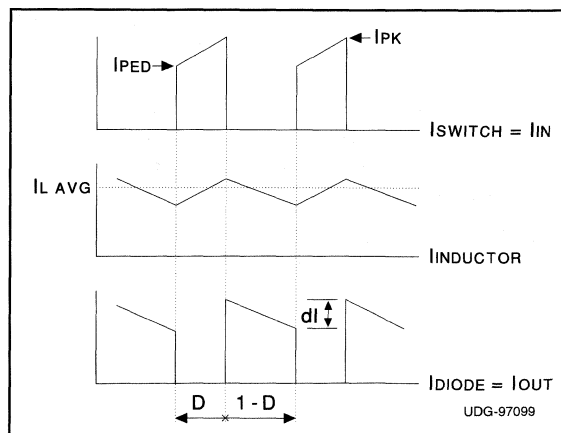 IPED
IPK
ISWITCH = IIN
IL AVG
IINDUCTOR
dI
IDIODE = IOUT
D
1 - D
UDG-97099